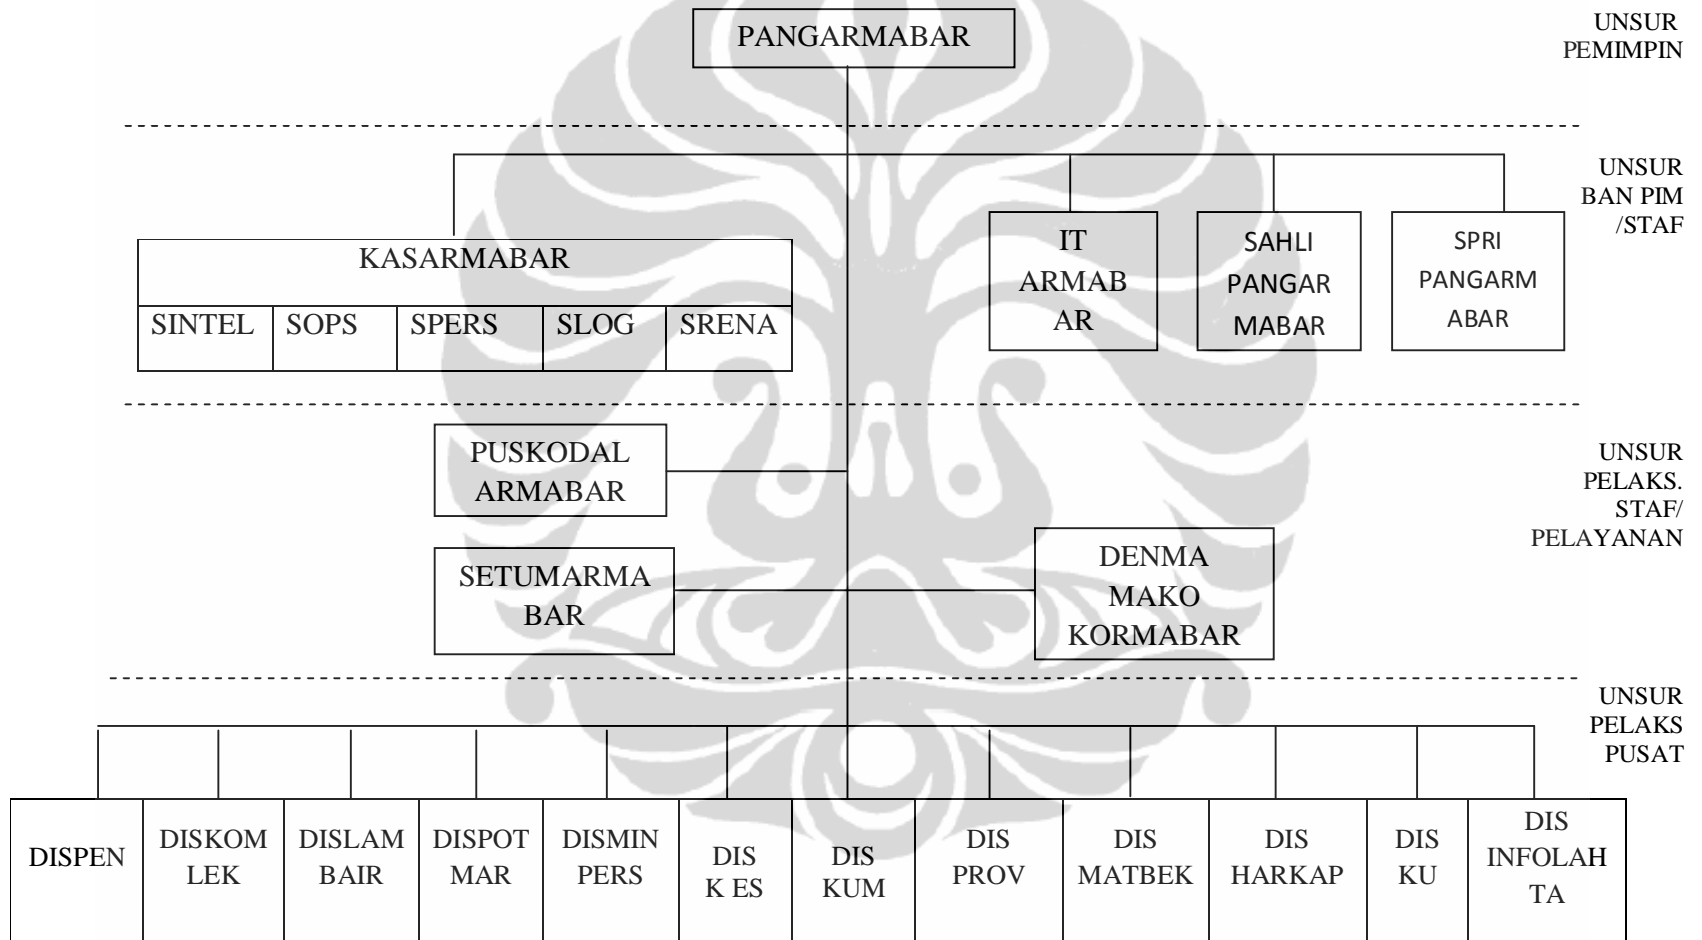 PANGARMABAR
UNSUR
PEMIMPIN
UNSUR
BAN PIM
/STAF
KASARMABAR
SINTEL
SOPS
SPERS
SLOG
SRENA
IT
ARMAB
AR
SAHLI
PANGAR
MABAR
SPRI
PANGARM
ABAR
PUSKODAL
ARMABAR
UNSUR
PELAKS.
STAF/
PELAYANAN
SETUMARMA
BAR
DENMA
MAKO
KORMABAR
UNSUR
PELAKS
PUSAT
DISPEN
DISKOM
LEK
DISLAM
BAIR
DISPOT
MAR
DISMIN
PERS
DIS
K ES
DIS
KUM
DIS
PROV
DIS
MATBEK
DIS
HARKAP
DIS
KU
DIS
INFOLAH
TA